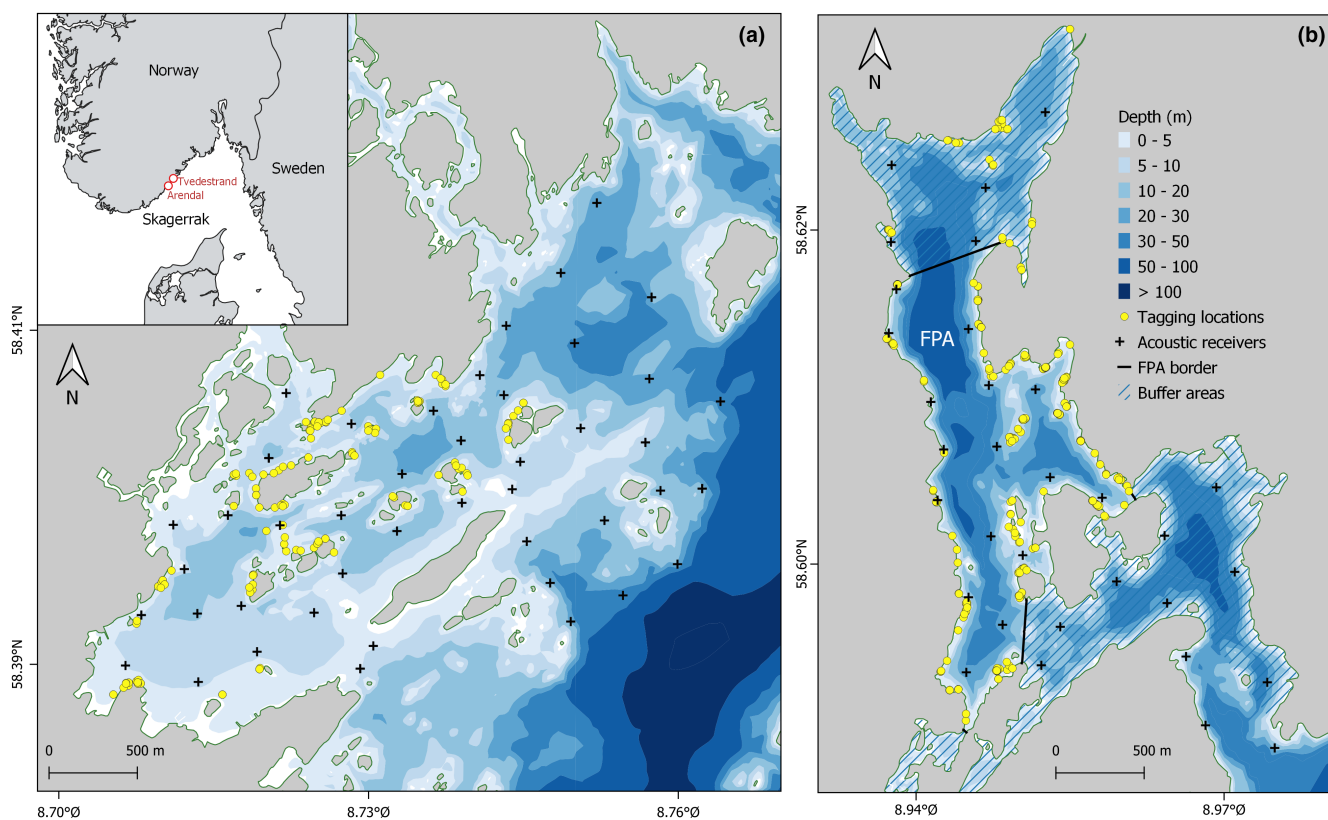 (a)
Norway
Sweden
Tvedestrand
Arendal
Skagerrak
N
58.41°N
58.39°N
0 500 m
8.70°Ø
8.73°Ø
8.76°Ø
(b)
N
Depth (m)
0 - 5
5 - 10
10 - 20
20 - 30
30 - 50
50 - 100
> 100
Tagging locations
Acoustic receivers
FPA border
Buffer areas
FPA
58.62°N
58.60°N
0 500 m
8.94°Ø
8.97°Ø